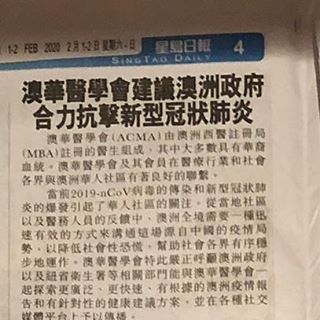 1-2 FEB 2020 2月1-2日星期六-日 星島日報 4
SING TAO DAILY
澳華醫學會建議澳洲政府
合力抗擊新型冠狀肺炎
澳華醫學會(ACMA)由澳洲西醫註冊局
(MBA)註冊的醫生組成，其中大多數具有華裔
血統。澳華醫學會及其會員在醫療行業和社會
各界與澳洲華人社區有著良好的聯繫。
當前2019-nCoV病毒的傳染和新型冠狀肺
炎的爆發引起了華人社區的關注。從當地社區
以及醫務人員的反饋中，澳洲全境需要一種迅
速有效的方式來溝通這場源自中國的疫情局
勢，以降低社會性恐慌，幫助社會各界有序穩
步地運作。澳華醫學會特此嚴正呼籲澳洲政府
以及紐省衛生署等相關部門能與澳華醫學會一
起探索更廣泛、更快速、有根據的澳洲疫情報
告和有針對性的健康建議方案，並在各種社交
媒體平台上予以傳播。